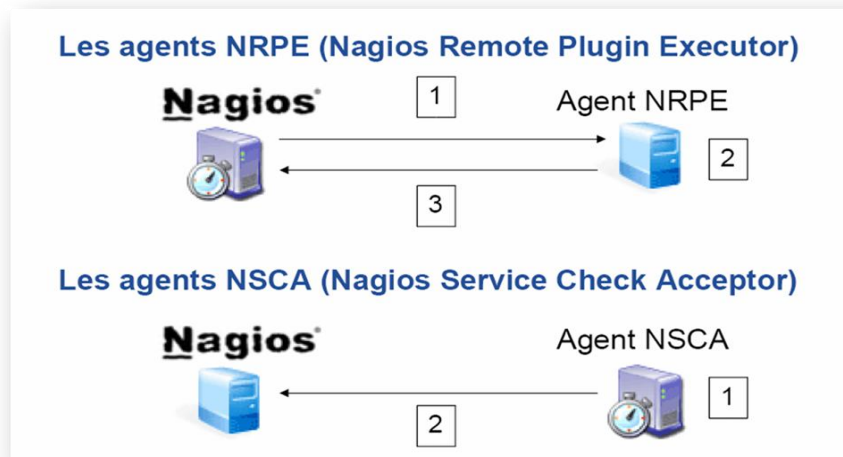 Les agents NRPE (Nagios Remote Plugin Executor)
Nagios®
1
Agent NRPE
2
3
Les agents NSCA (Nagios Service Check Acceptor)
Nagios®
Agent NSCA
1
2